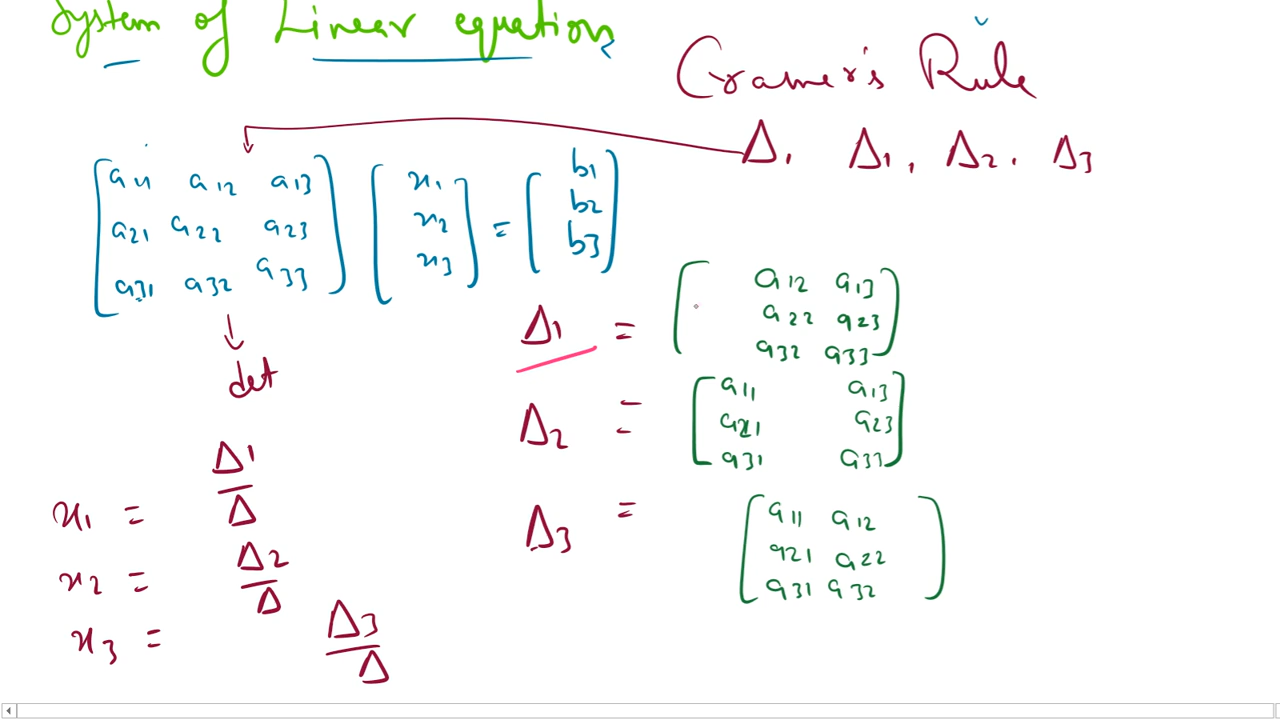 System of Linear equation
Cramer's Rule
Δ, Δ1, Δ2, Δ3
a11 a12 a13
a21 a22 a23
a31 a32 a33
x1
x2
x3
=
b1
b2
b3
det
Δ1 =
a12 a13
a22 a23
a32 a33
Δ2 =
a11 a13
a21 a23
a31 a33
Δ3 =
a11 a12
a21 a22
a31 a32
x1 = Δ1/Δ
x2 = Δ2/Δ
x3 = Δ3/Δ